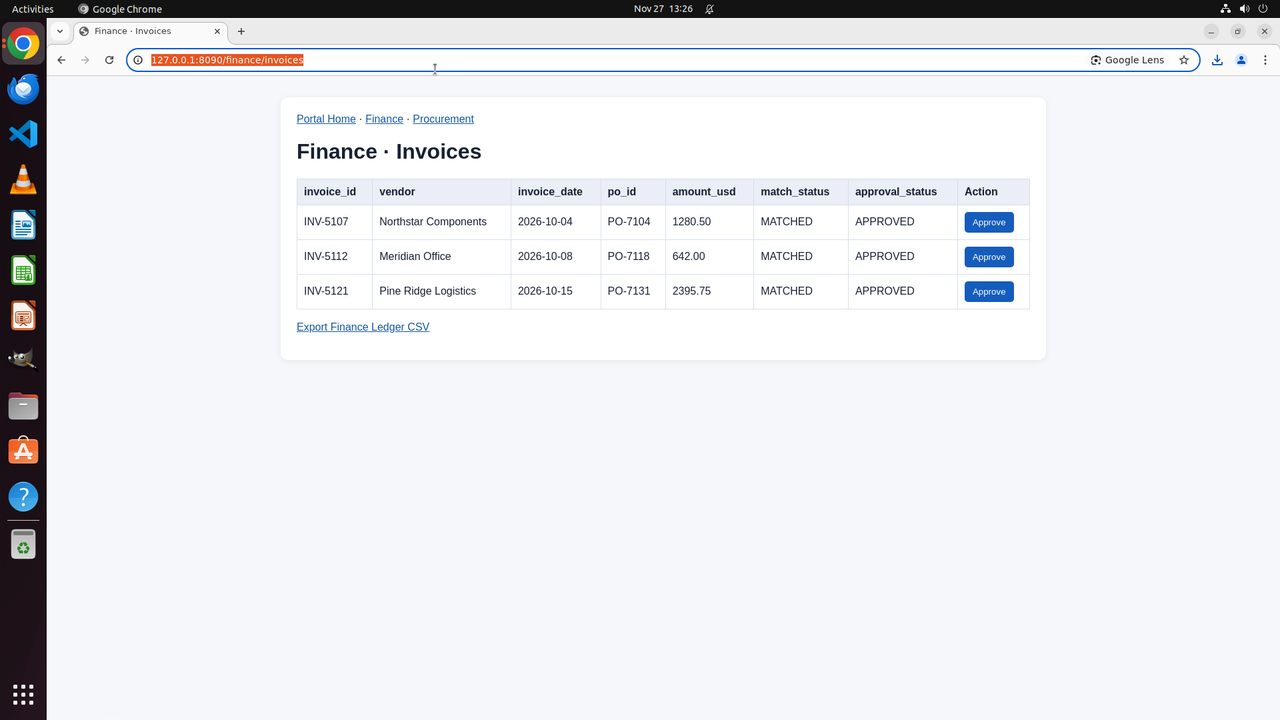 Activities
Google Chrome
Nov 27 13:26
Finance · Invoices
127.0.0.1:8090/finance/invoices
Google Lens
Portal Home · Finance · Procurement
Finance · Invoices
invoice_id vendor invoice_date po_id amount_usd match_status approval_status Action
INV-5107 Northstar Components 2026-10-04 PO-7104 1280.50 MATCHED APPROVED Approve
INV-5112 Meridian Office 2026-10-08 PO-7118 642.00 MATCHED APPROVED Approve
INV-5121 Pine Ridge Logistics 2026-10-15 PO-7131 2395.75 MATCHED APPROVED Approve
Export Finance Ledger CSV